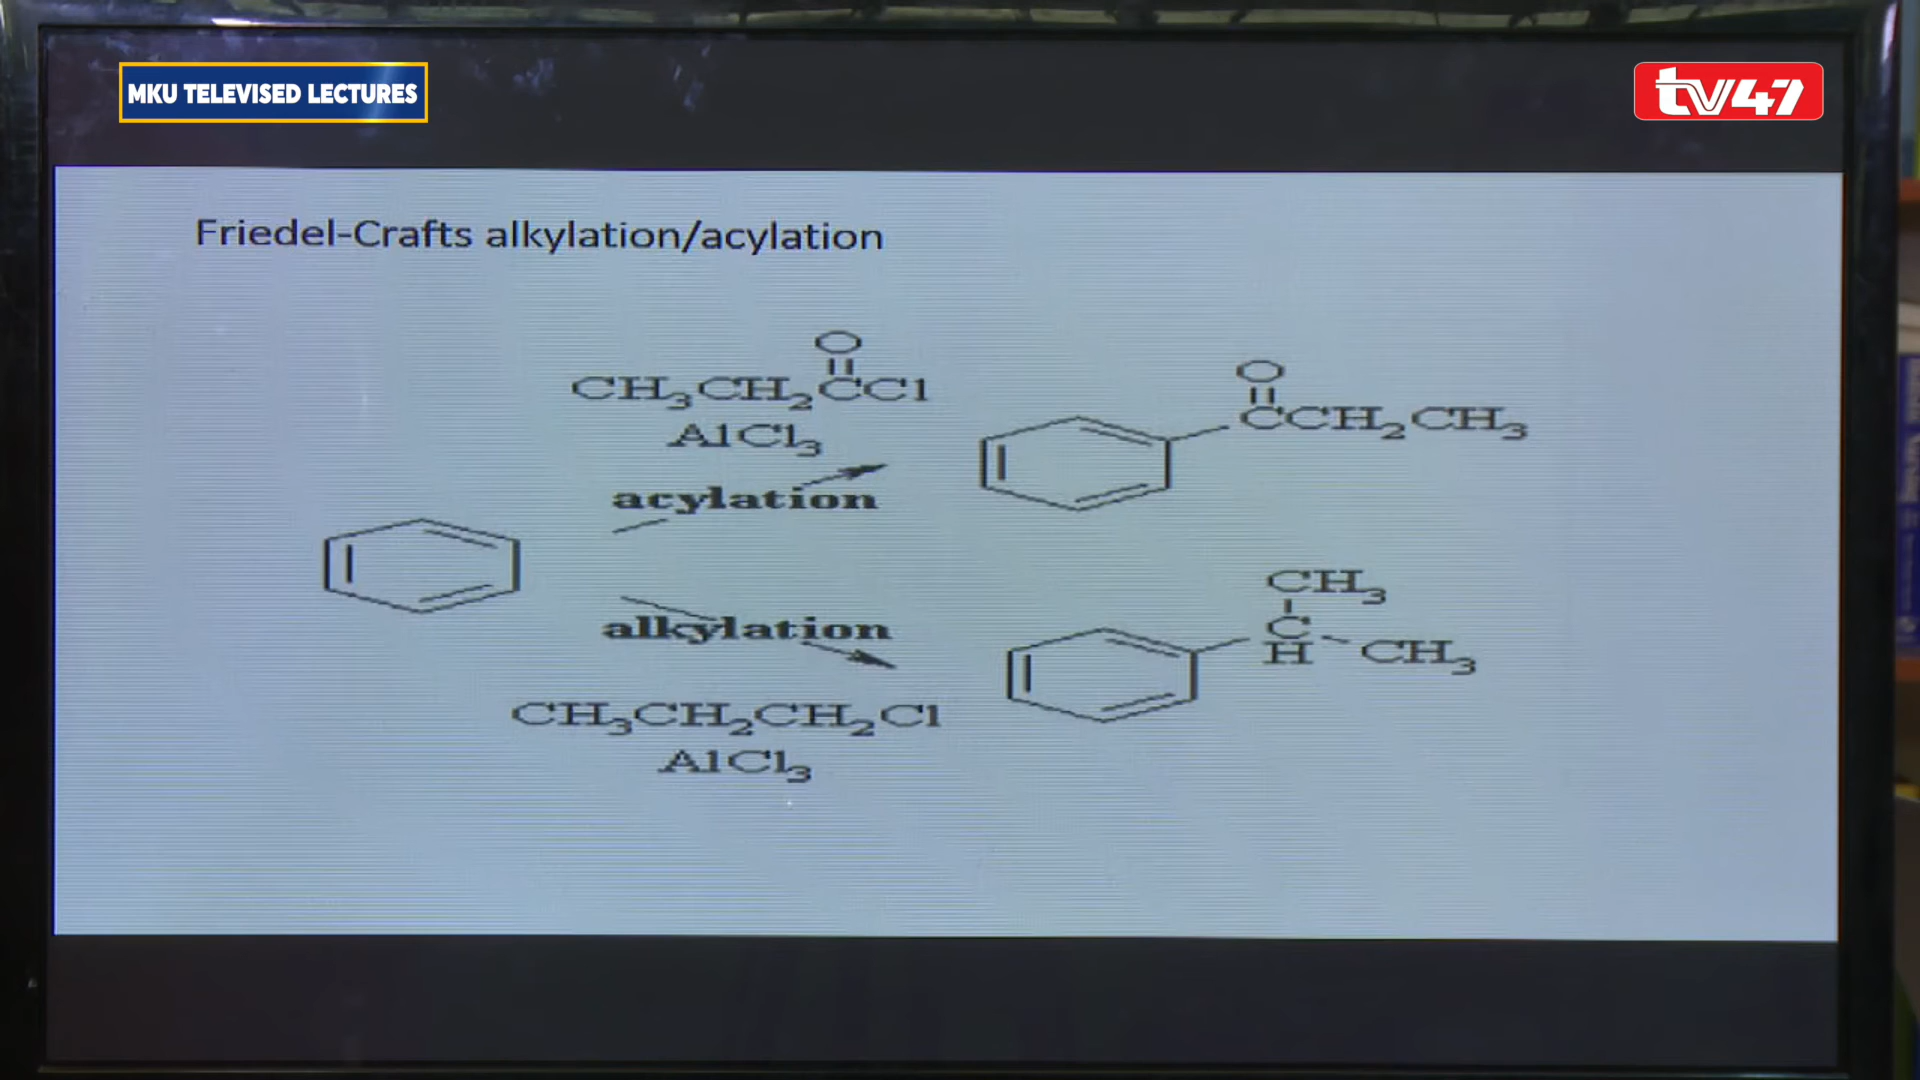 MKU TELEVISED LECTURES
tv47
Friedel-Crafts alkylation/acylation
O
CH₃CH₂CCl
AlCl₃
acylation
O
CCH₂CH₃
alkylation
CH₃CH₂CH₂Cl
AlCl₃
CH₃
C
H CH₃